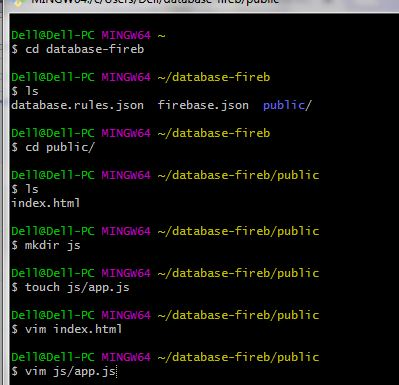 MINGW64:/c/Users/Dell/database-fireb/public
Dell@Dell-PC MINGW64 ~
$ cd database-fireb
Dell@Dell-PC MINGW64 ~/database-fireb
$ ls
database.rules.json  firebase.json  public/
Dell@Dell-PC MINGW64 ~/database-fireb
$ cd public/
Dell@Dell-PC MINGW64 ~/database-fireb/public
$ ls
index.html
Dell@Dell-PC MINGW64 ~/database-fireb/public
$ mkdir js
Dell@Dell-PC MINGW64 ~/database-fireb/public
$ touch js/app.js
Dell@Dell-PC MINGW64 ~/database-fireb/public
$ vim index.html
Dell@Dell-PC MINGW64 ~/database-fireb/public
$ vim js/app.js